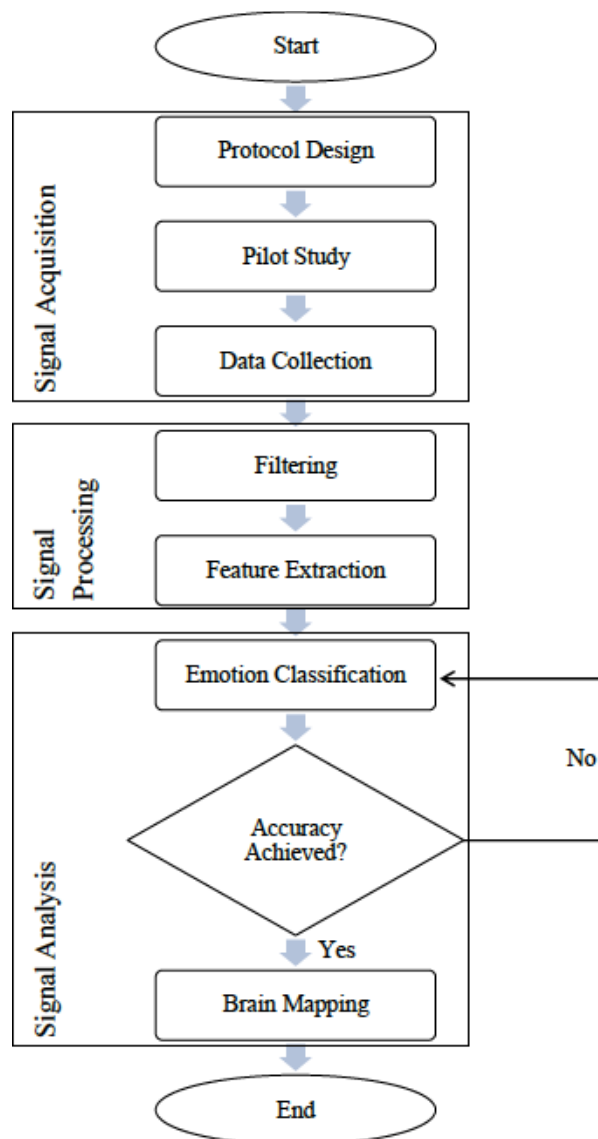 Start
Signal Acquisition
Protocol Design
Pilot Study
Data Collection
Signal
Processing
Filtering
Feature Extraction
Signal Analysis
Emotion Classification
No
Accuracy
Achieved?
Yes
Brain Mapping
End